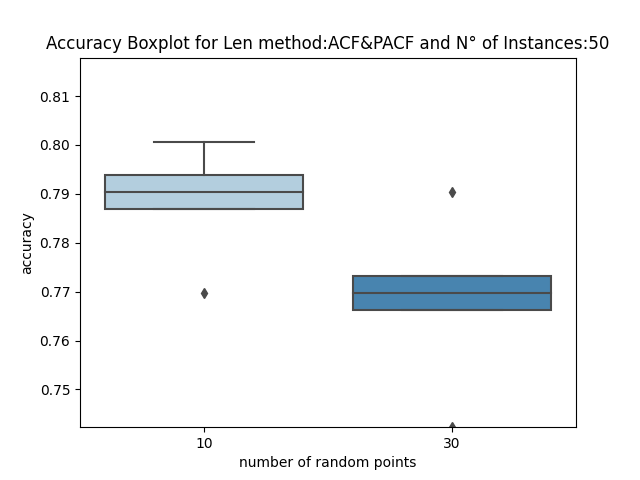 Accuracy Boxplot for Len method:ACF&PACF and N° of Instances:50
0.81
0.80
0.79
0.78
0.77
0.76
0.75
accuracy
10 30
number of random points